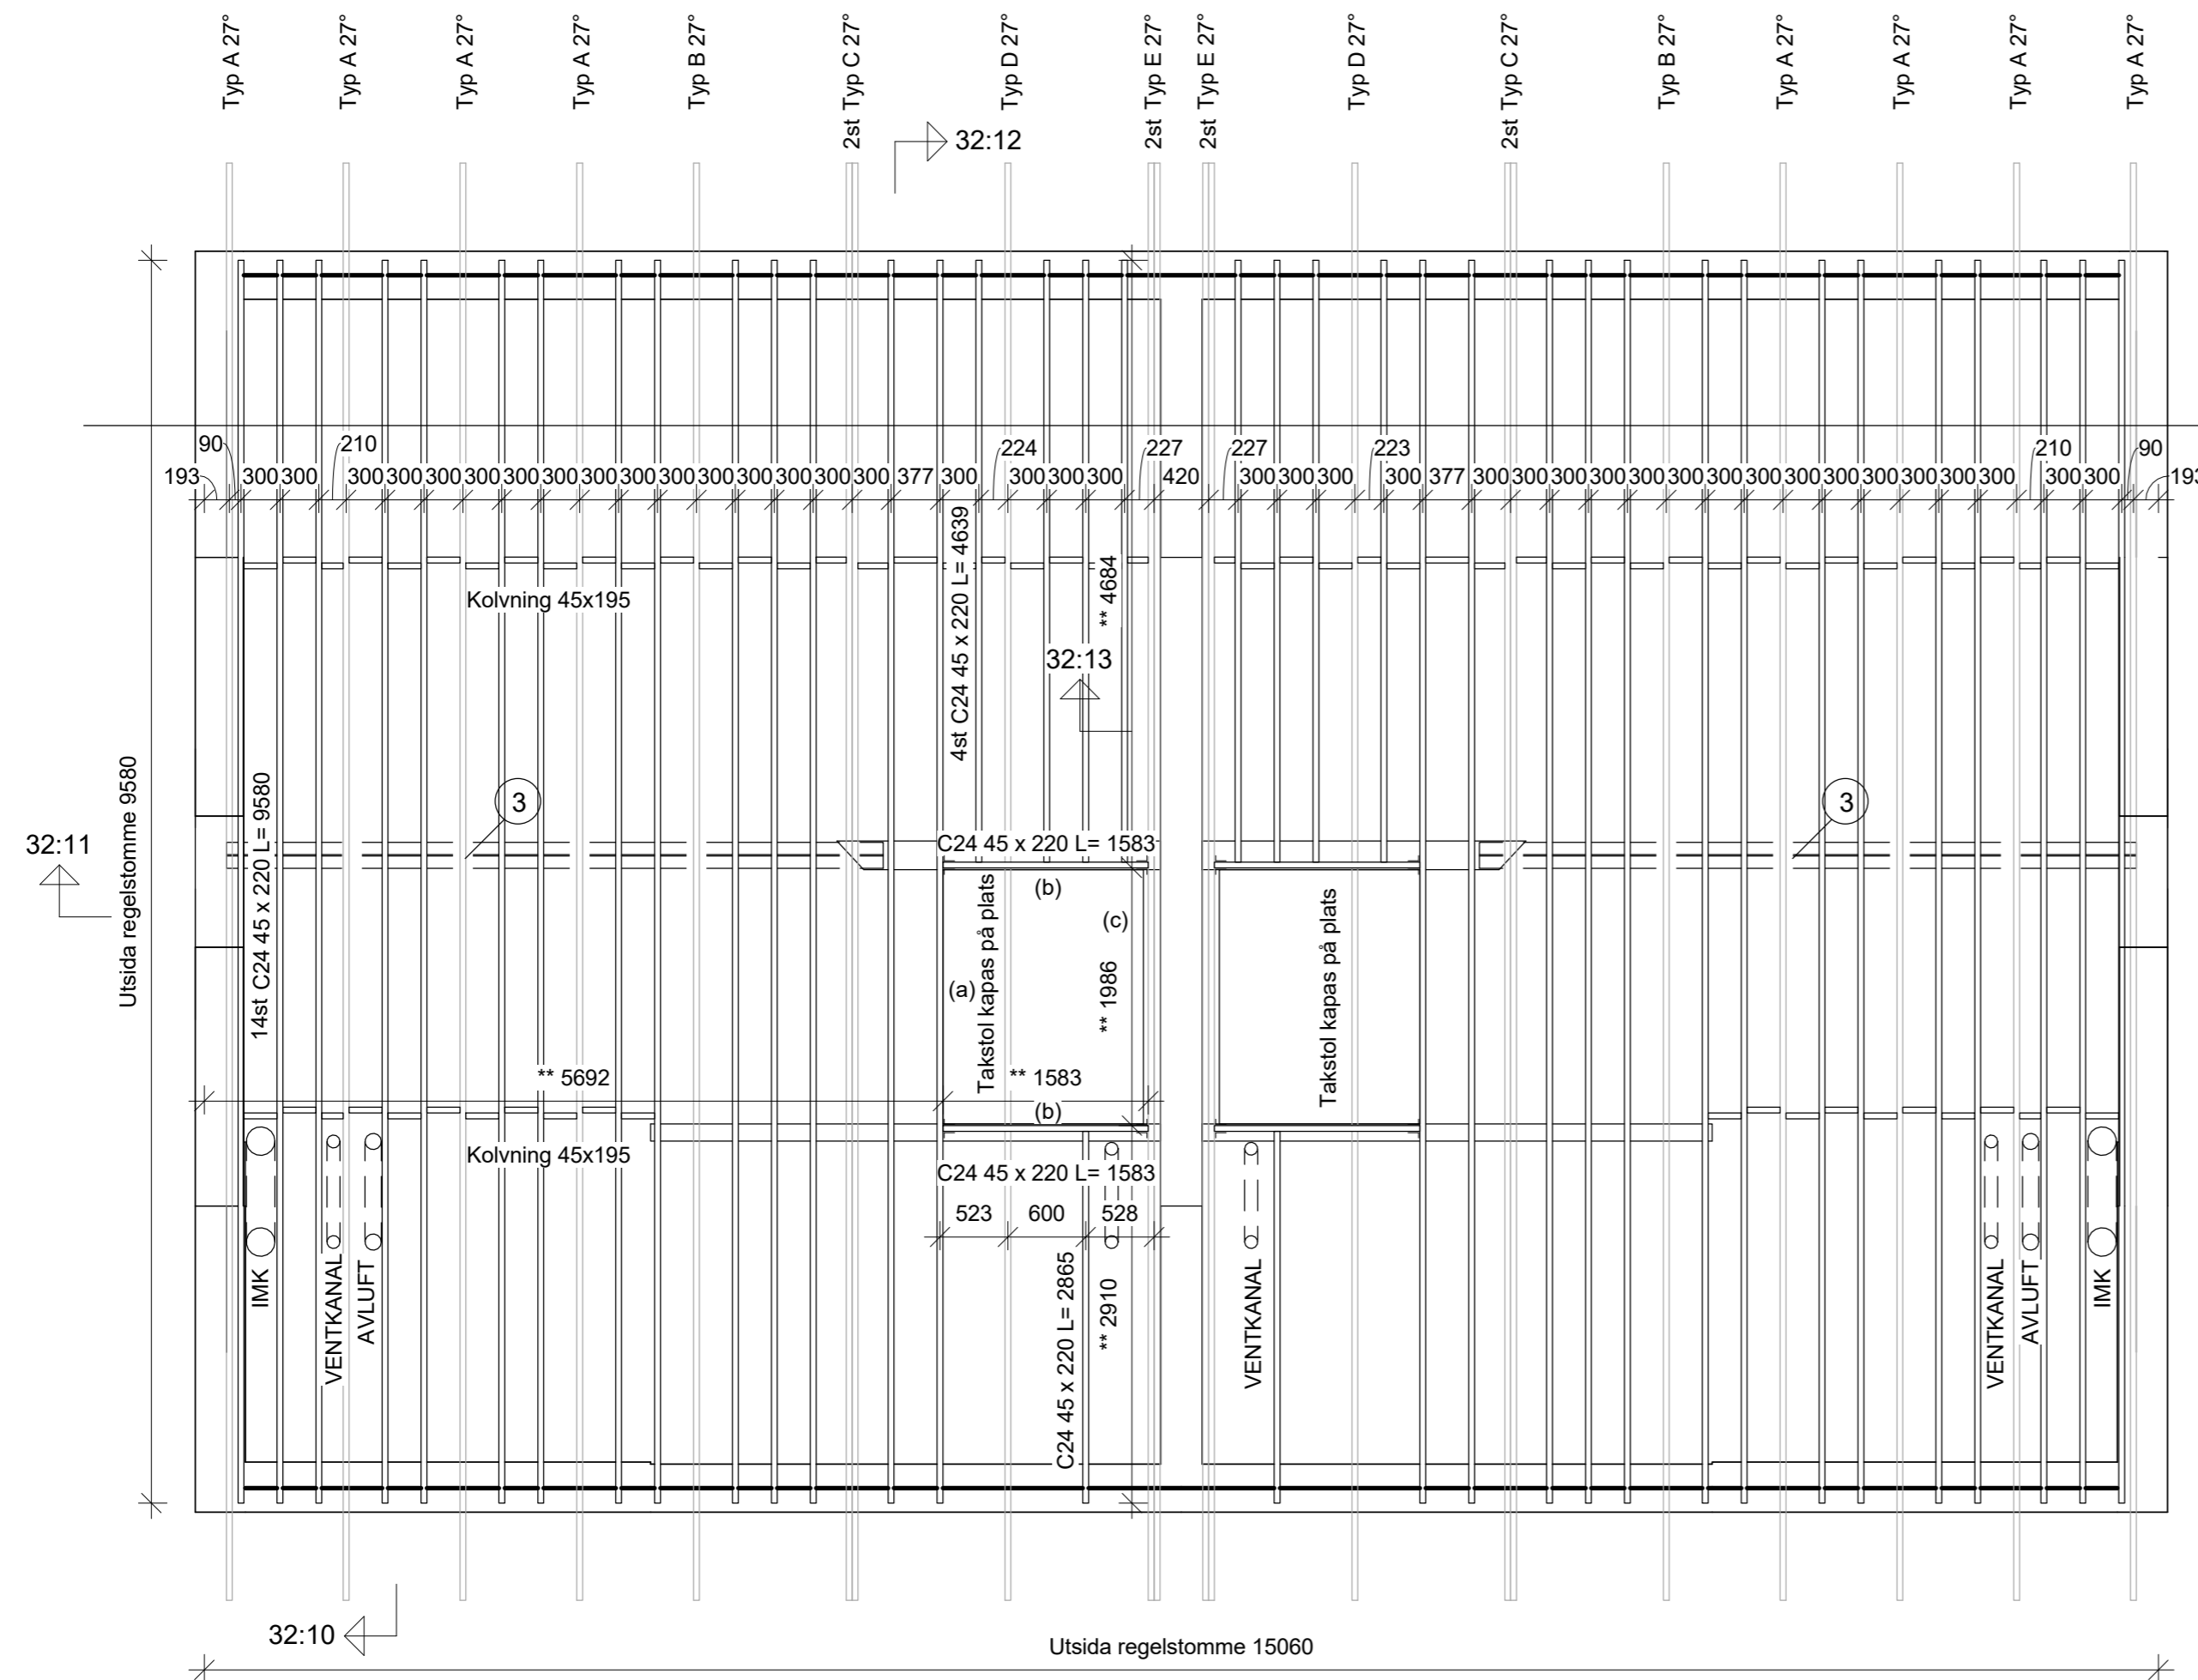 Typ A 27°
Typ A 27°
Typ A 27°
Typ A 27°
Typ B 27°
2st Typ C 27°
Typ D 27°
2st Typ E 27°
2st Typ E 27°
Typ D 27°
2st Typ C 27°
Typ B 27°
Typ A 27°
Typ A 27°
Typ A 27°
Typ A 27°
32:12
90 210 224 227 227 223 210 90
193 300 300 300 300 300 300 300 300 300 300 300 300 300 300 300 300 377 300 300 300 300 420 300 300 300 300 377 300 300 300 300 300 300 300 300 300 300 300 300 300 300 300 300 193
4st C24 45 x 220 L= 4639
** 4684
Kolvning 45x195
32:13
Utsida regelstomme 9580
14st C24 45 x 220 L= 9580
3
3
32:11
C24 45 x 220 L= 1583
(b)
(c)
(a)
Takstol kapas på plats
** 1986
Takstol kapas på plats
** 5692
** 1583
(b)
Kolvning 45x195
C24 45 x 220 L= 1583
523 600 528
C24 45 x 220 L= 2865
** 2910
IMK
VENTKANAL
AVLUFT
VENTKANAL
VENTKANAL
AVLUFT
IMK
32:10
Utsida regelstomme 15060